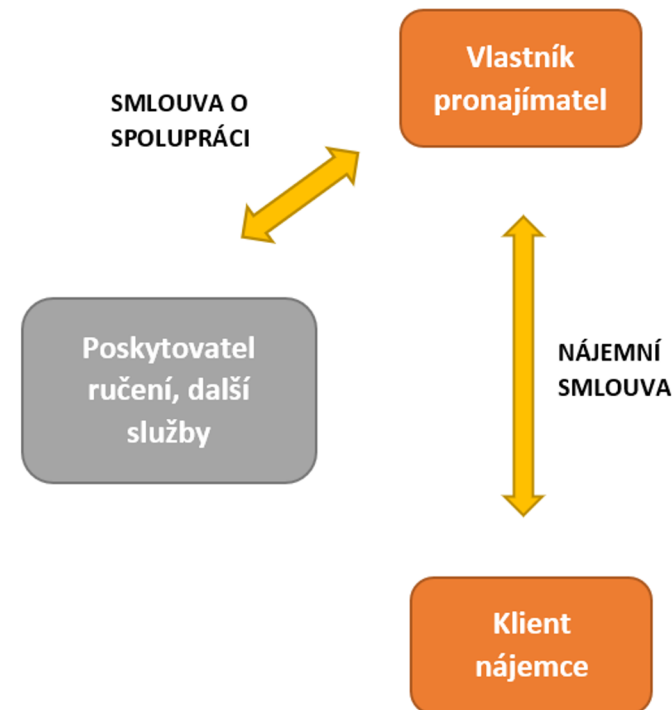 Vlastník
pronajímatel
SMLOUVA O
SPOLUPRÁCI
Poskytovatel
ručení, další
služby
NÁJEMNÍ
SMLOUVA
Klient
nájemce